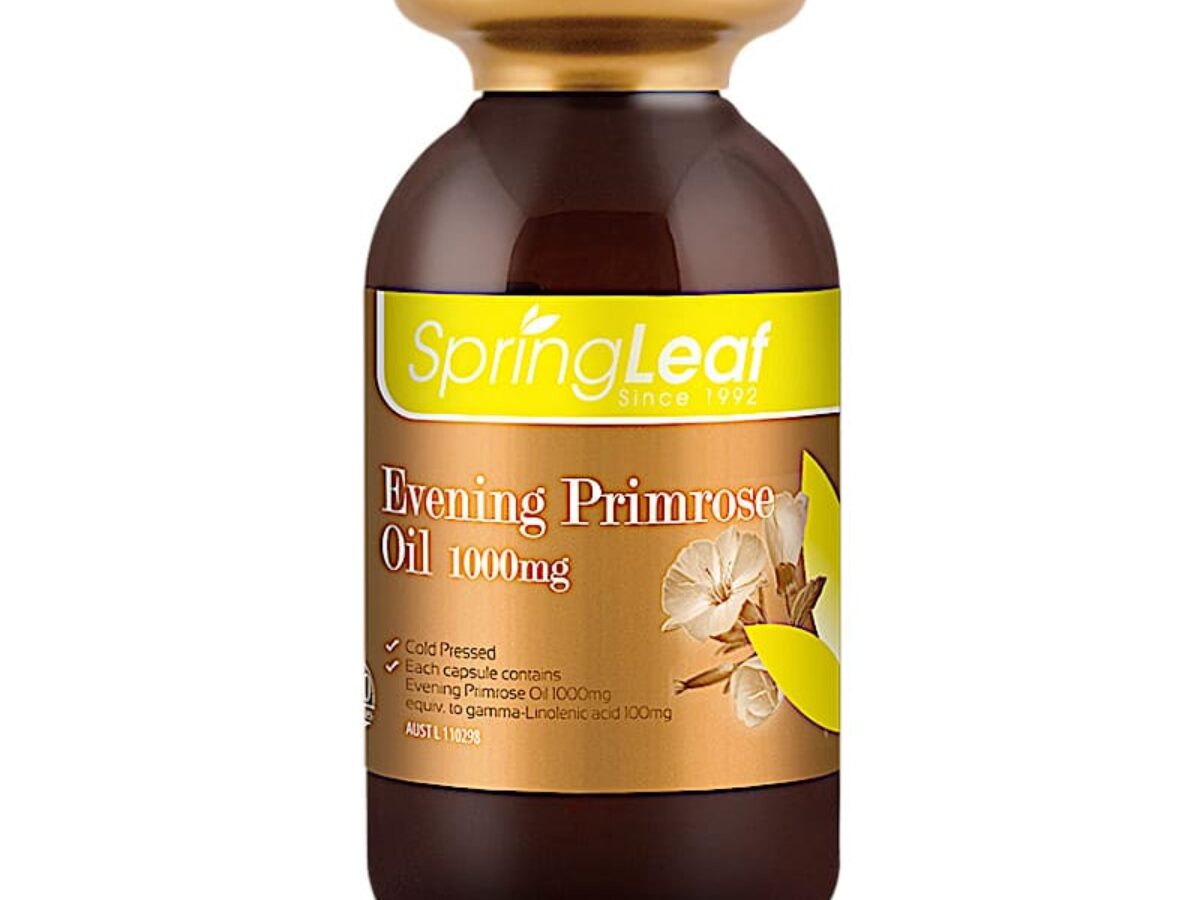 SpringLeaf
Since 1992
Evening Primrose
Oil 1000mg
Cold Pressed
Each capsule contains
Evening Primrose Oil 1000mg
equiv. to gamma-Linolenic acid 100mg
AUST L 110298